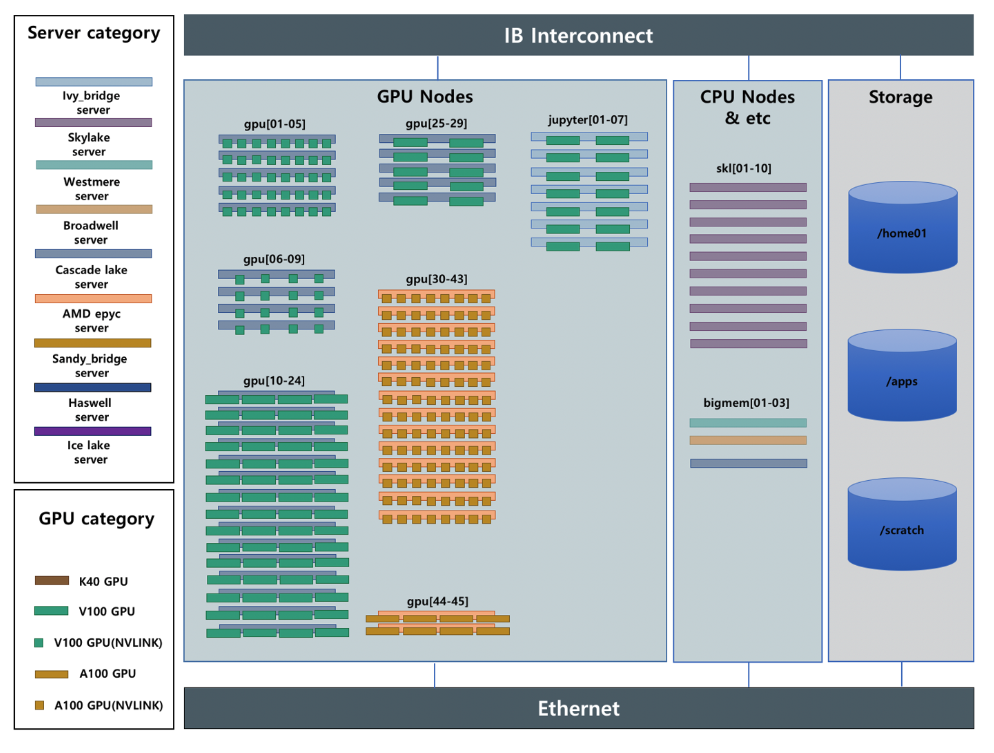 Server category
Ivy_bridge
server
Skylake
server
Westmere
server
Broadwell
server
Cascade lake
server
AMD epyc
server
Sandy_bridge
server
Haswell
server
Ice lake
server
GPU category
K40 GPU
V100 GPU
V100 GPU(NVLINK)
A100 GPU
A100 GPU(NVLINK)
IB Interconnect
GPU Nodes
gpu[01-05]
gpu[25-29]
jupyter[01-07]
gpu[06-09]
gpu[30-43]
gpu[10-24]
gpu[44-45]
CPU Nodes
& etc
skl[01-10]
bigmem[01-03]
Storage
/home01
/apps
/scratch
Ethernet